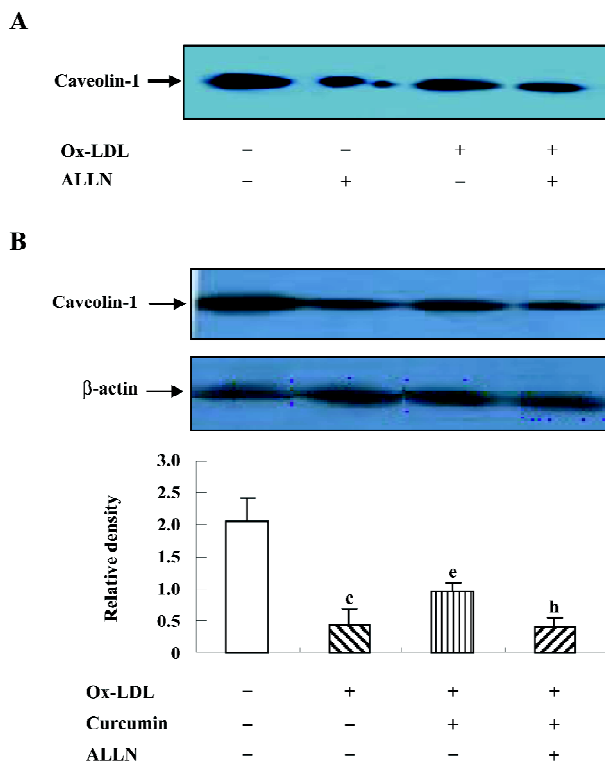 A
Caveolin-1
Ox-LDL − − + +
ALLN − + − +
B
Caveolin-1
β-actin
3.0
2.5
2.0
1.5
1.0
0.5
0
Relative density
c
e
h
Ox-LDL − + + +
Curcumin − − + +
ALLN − − − +